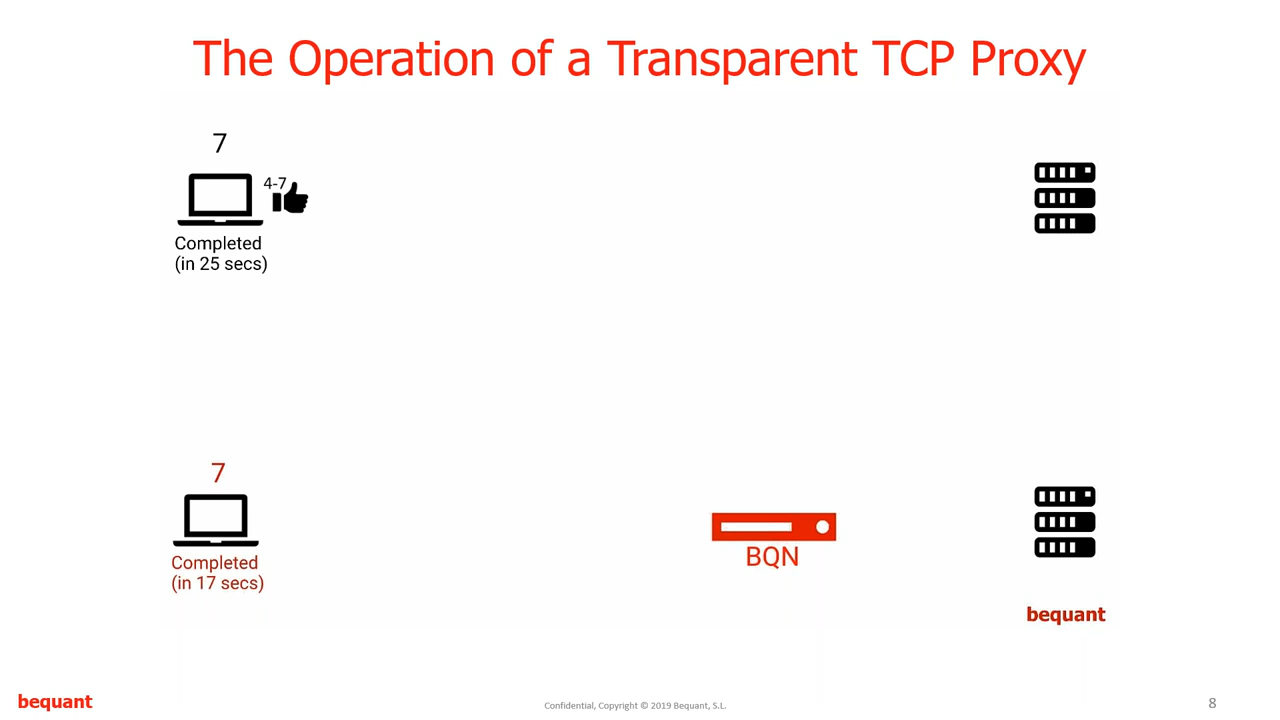 The Operation of a Transparent TCP Proxy
7
4-7
Completed
(in 25 secs)
7
Completed
(in 17 secs)
BQN
bequant
bequant
Confidential, Copyright © 2019 Bequant, S.L.
8